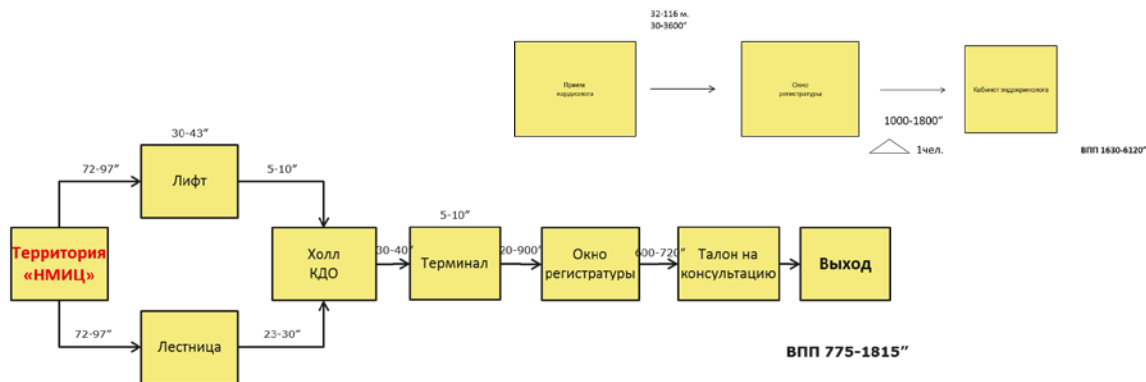 32-116 м.
30-3600”
Прием
кардиолога
Окно
регистратуры
Кабинет эндокринолога
1000-1800”
1чел.
ВПП 1630-6120”
30-43”
72-97”
Лифт
5-10”
Территория
«НМИЦ»
Холл
КДО
30-40”
5-10”
Терминал
20-900”
Окно
регистратуры
600-720”
Талон на
консультацию
Выход
72-97”
Лестница
23-30”
ВПП 775-1815”